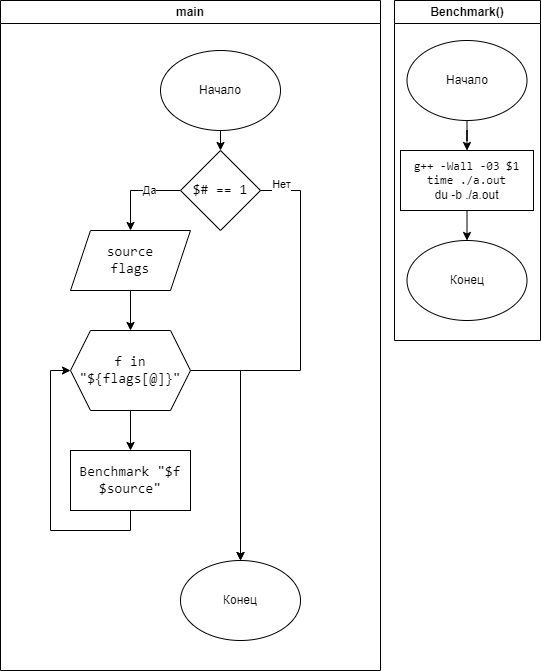 main
Начало
$# == 1
Да
Нет
source
flags
f in
"${flags[@]}"
Benchmark "$f
$source"
Конец
Benchmark()
Начало
g++ -Wall -03 $1
time ./a.out
du -b ./a.out
Конец